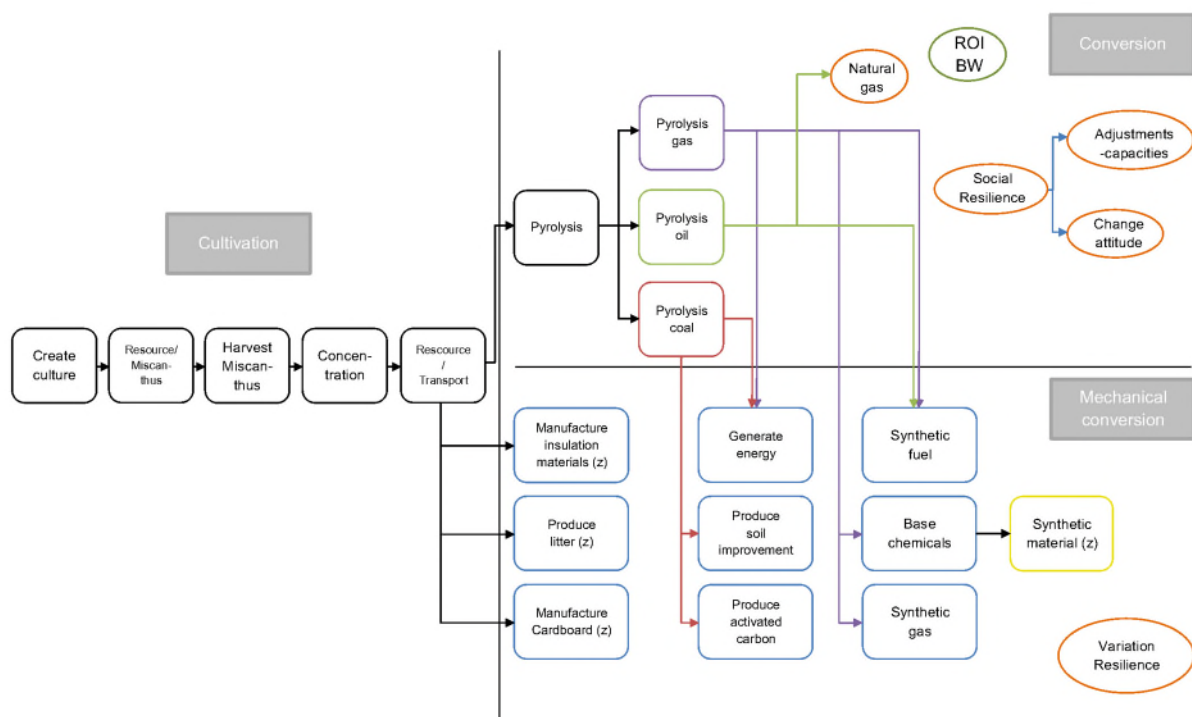 Cultivation
Create
culture
Resource/
Miscan-
thus
Harvest
Miscan-
thus
Concen-
tration
Rescource
/
Transport
Conversion
ROI
BW
Natural
gas
Pyrolysis
gas
Pyrolysis
Pyrolysis
oil
Pyrolysis
coal
Social
Resilience
Adjustments
-capacities
Change
attitude
Mechanical
conversion
Manufacture
insulation
materials (z)
Generate
energy
Synthetic
fuel
Produce
litter (z)
Produce
soil
improvement
Base
chemicals
Synthetic
material (z)
Manufacture
Cardboard (z)
Produce
activated
carbon
Synthetic
gas
Variation
Resilience